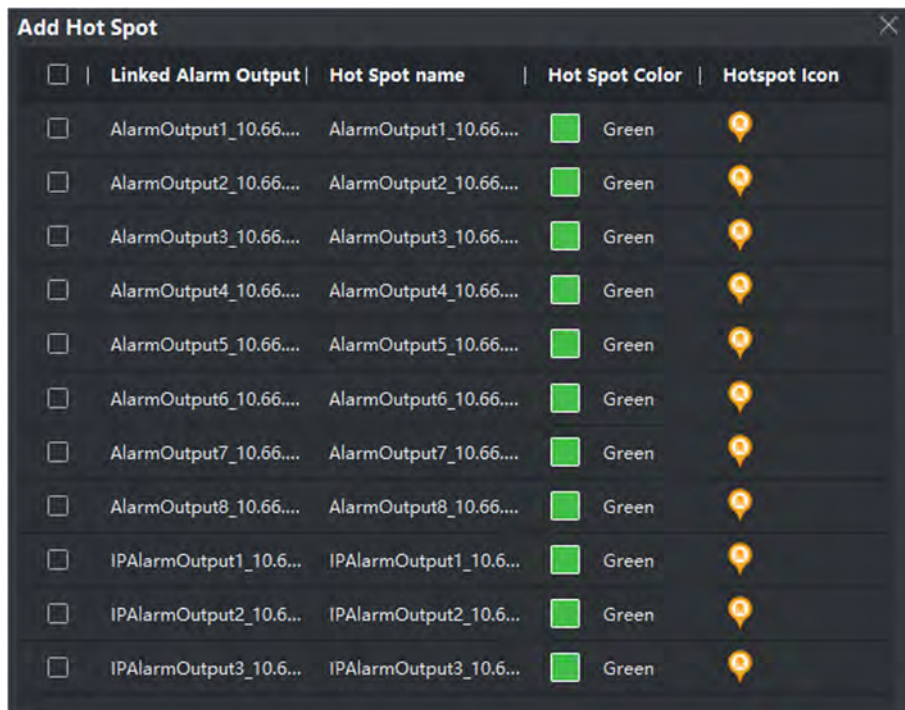 Add Hot Spot
Linked Alarm Output | Hot Spot name | Hot Spot Color | Hotspot Icon
AlarmOutput1_10.66.... AlarmOutput1_10.66.... Green
AlarmOutput2_10.66.... AlarmOutput2_10.66.... Green
AlarmOutput3_10.66.... AlarmOutput3_10.66.... Green
AlarmOutput4_10.66.... AlarmOutput4_10.66.... Green
AlarmOutput5_10.66.... AlarmOutput5_10.66.... Green
AlarmOutput6_10.66.... AlarmOutput6_10.66.... Green
AlarmOutput7_10.66.... AlarmOutput7_10.66.... Green
AlarmOutput8_10.66.... AlarmOutput8_10.66.... Green
IPAlarmOutput1_10.6... IPAlarmOutput1_10.6... Green
IPAlarmOutput2_10.6... IPAlarmOutput2_10.6... Green
IPAlarmOutput3_10.6... IPAlarmOutput3_10.6... Green